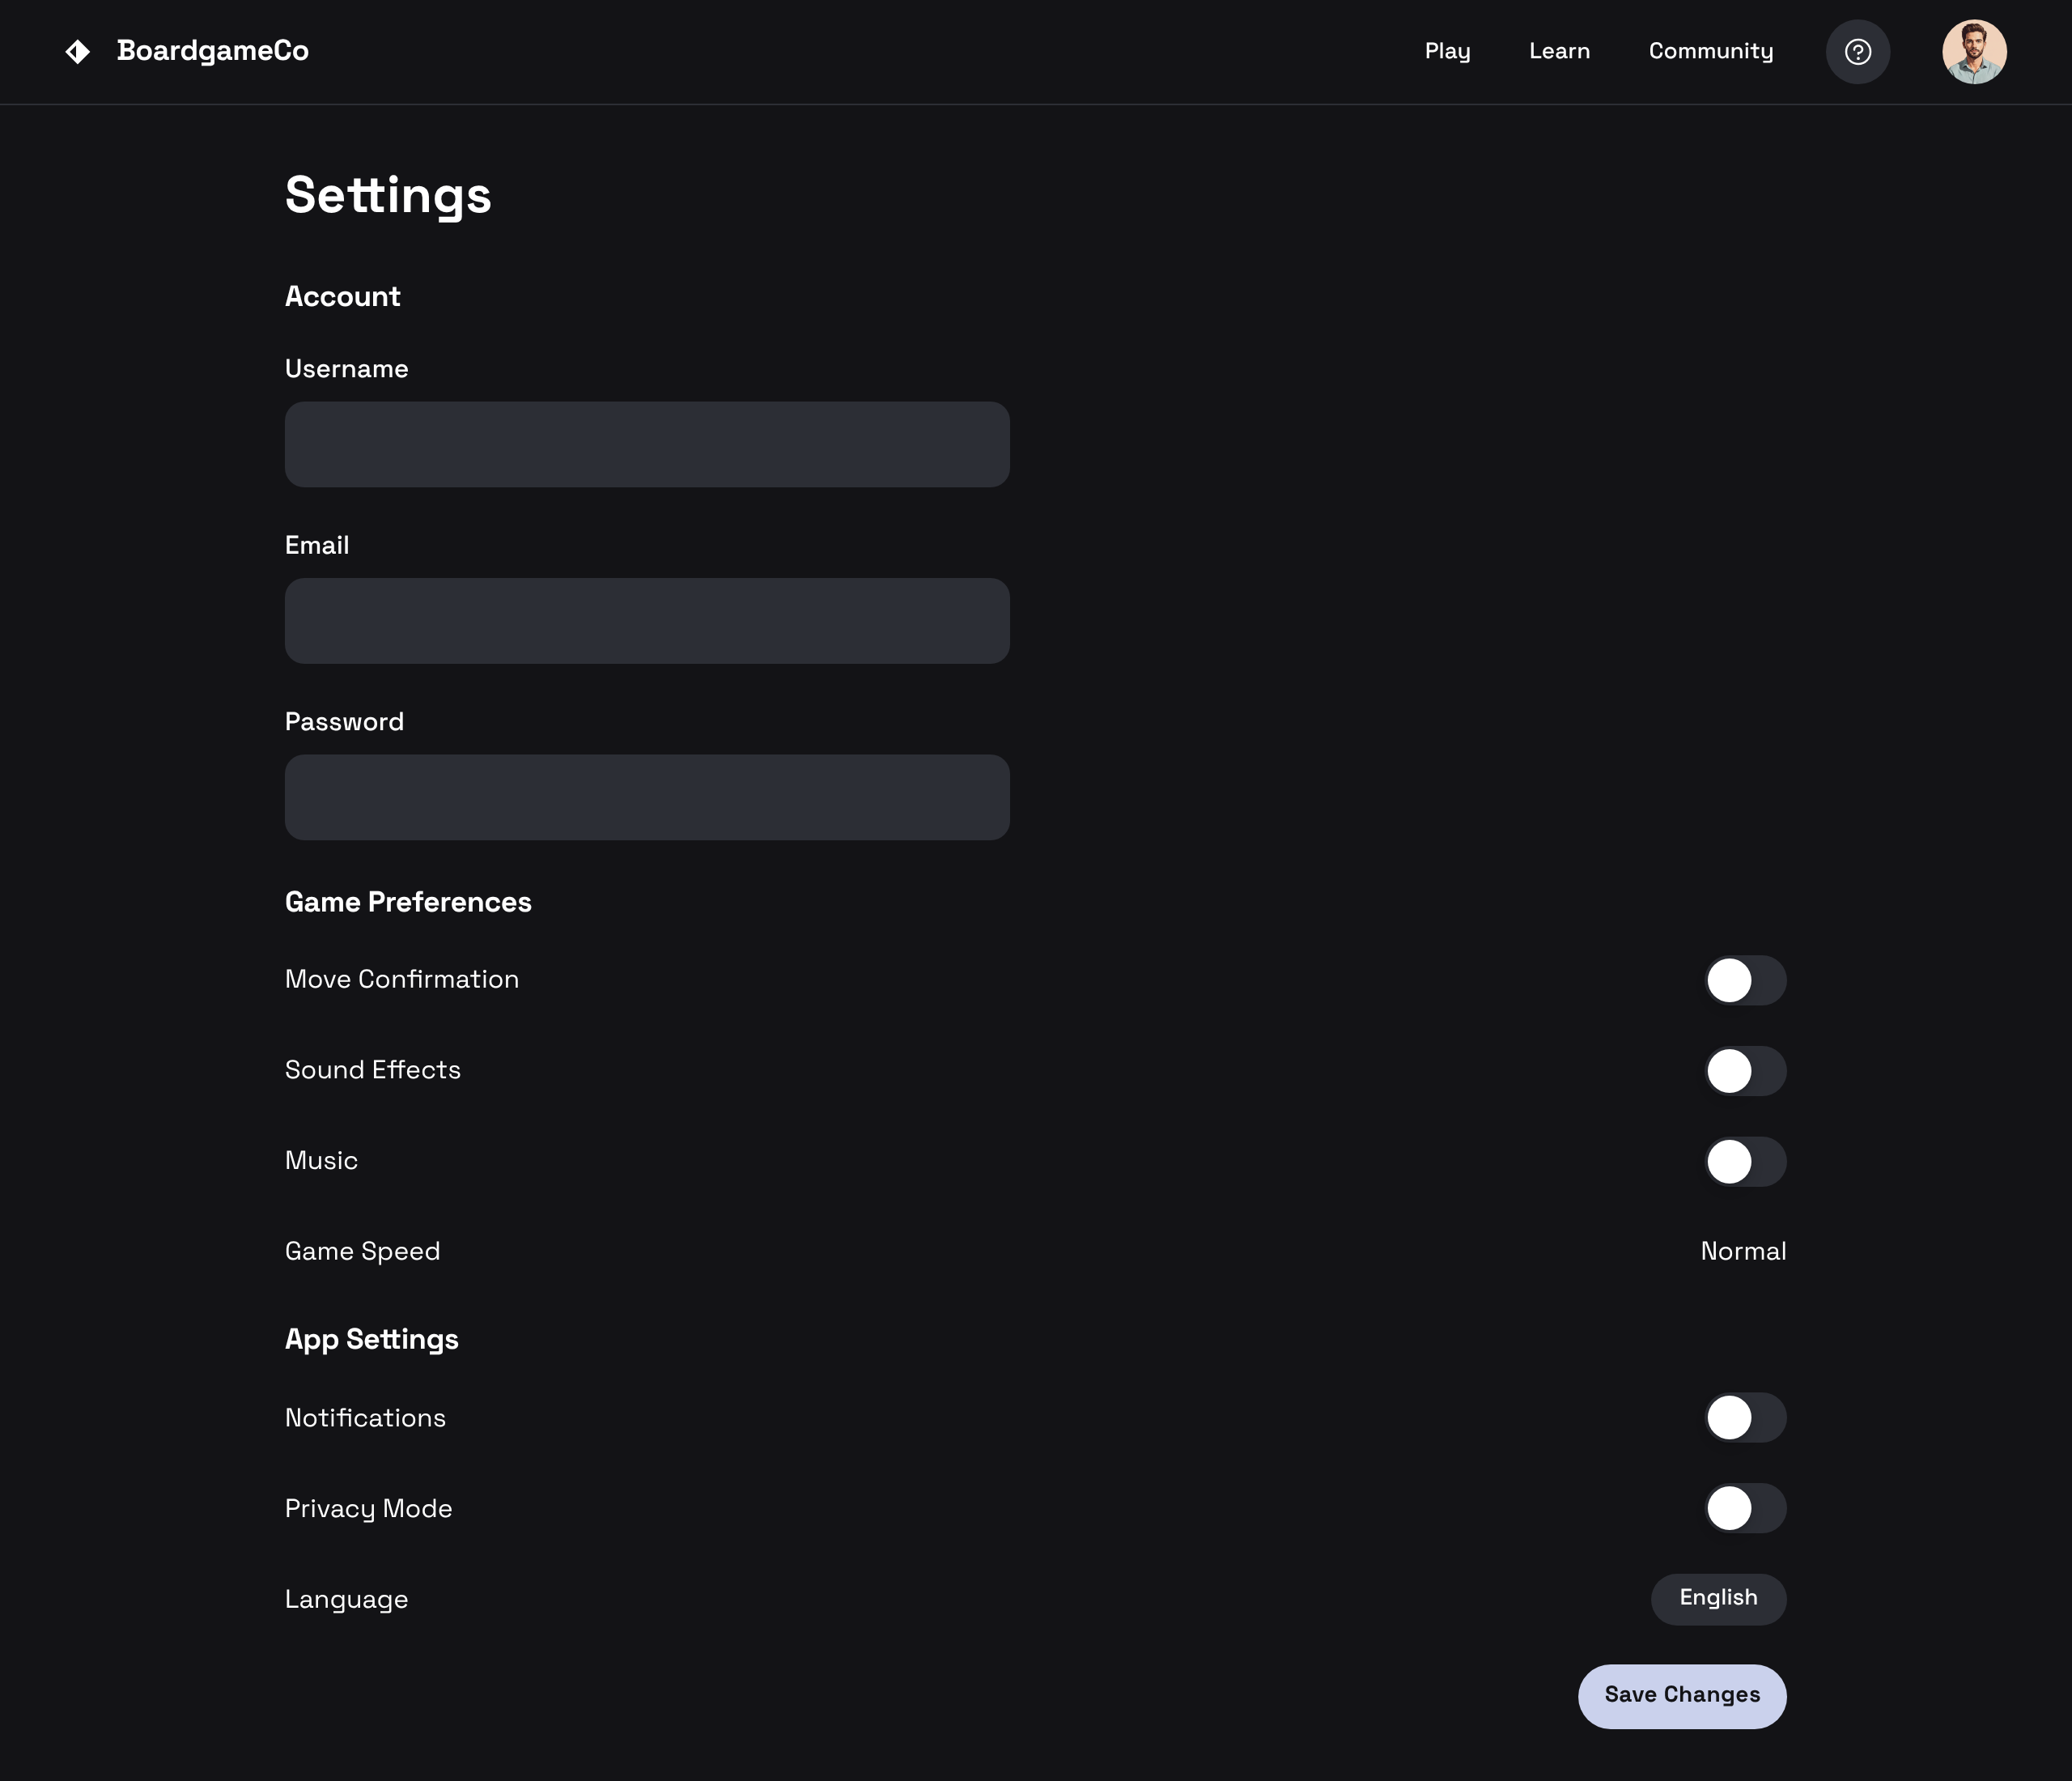 BoardgameCo
Play
Learn
Community
Settings
Account
Username
Email
Password
Game Preferences
Move Confirmation
Sound Effects
Music
Game Speed
Normal
App Settings
Notifications
Privacy Mode
Language
English
Save Changes